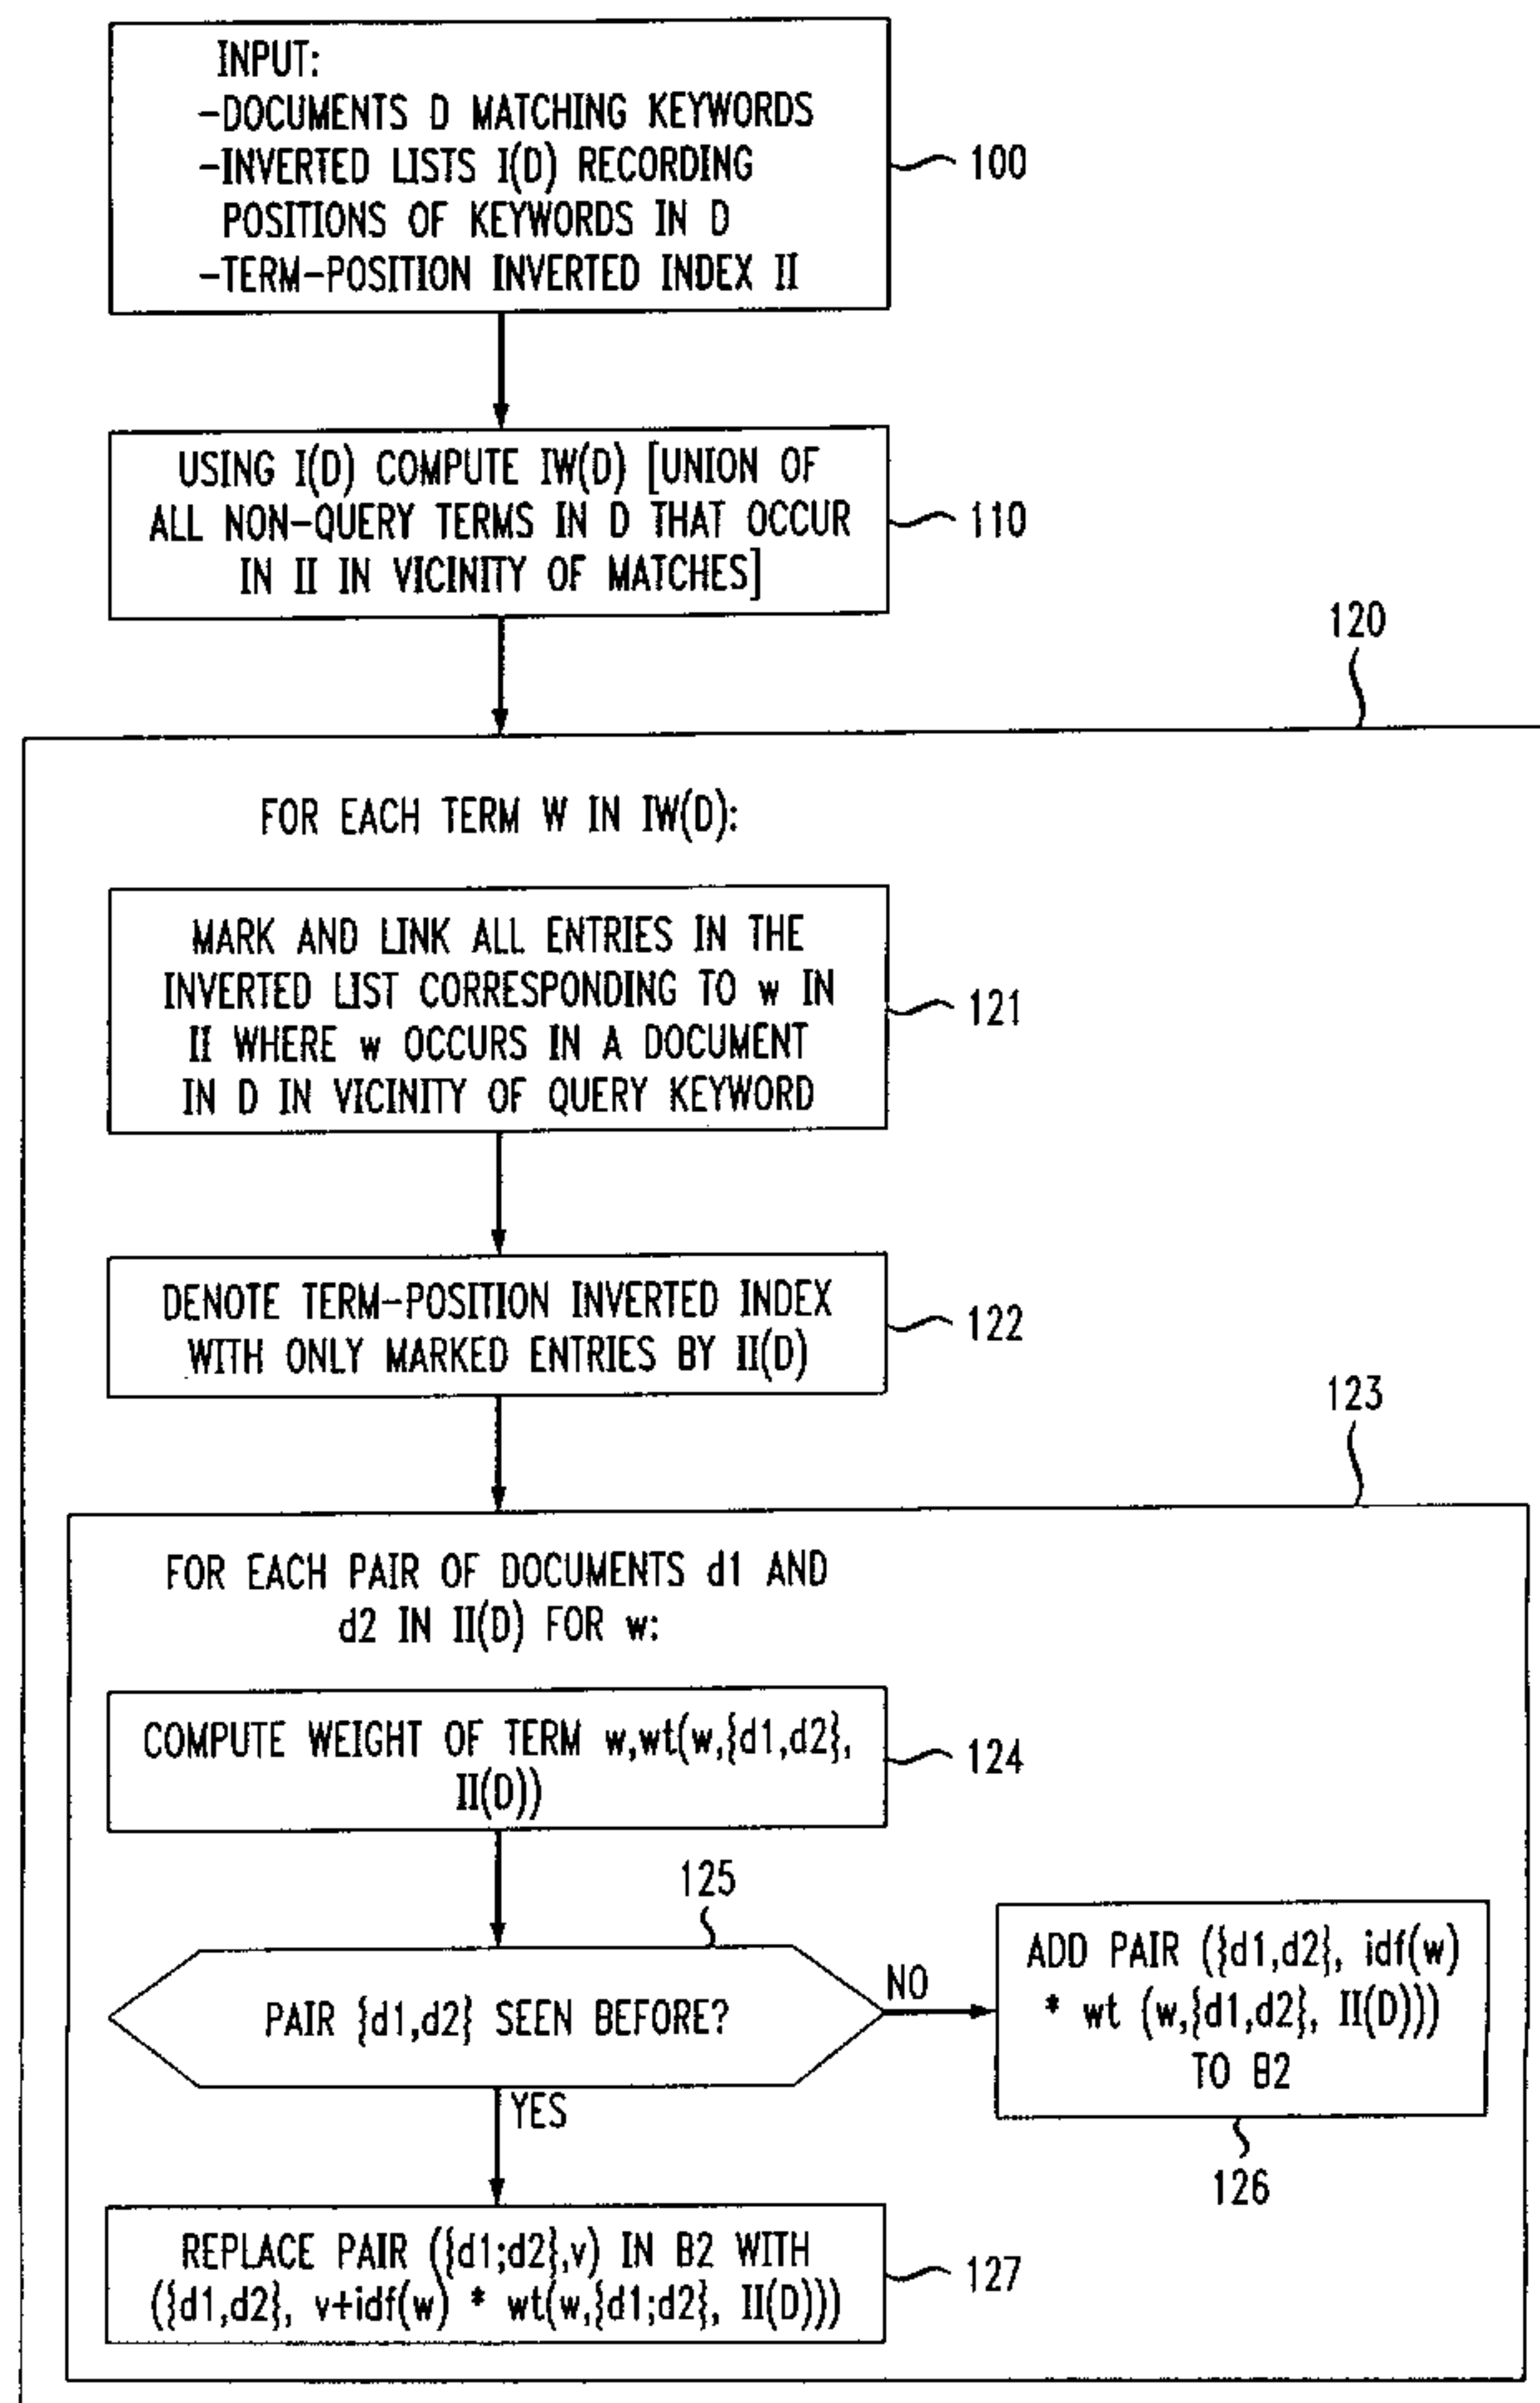 INPUT:
-DOCUMENTS D MATCHING KEYWORDS
-INVERTED LISTS I(D) RECORDING
POSITIONS OF KEYWORDS IN D
-TERM-POSITION INVERTED INDEX II
100
USING I(D) COMPUTE IW(D) [UNION OF
ALL NON-QUERY TERMS IN D THAT OCCUR
IN II IN VICINITY OF MATCHES]
110
120
FOR EACH TERM W IN IW(D):
MARK AND LINK ALL ENTRIES IN THE
INVERTED LIST CORRESPONDING TO w IN
II WHERE w OCCURS IN A DOCUMENT
IN D IN VICINITY OF QUERY KEYWORD
121
DENOTE TERM-POSITION INVERTED INDEX
WITH ONLY MARKED ENTRIES BY II(D)
122
123
FOR EACH PAIR OF DOCUMENTS d1 AND
d2 IN II(D) FOR w:
COMPUTE WEIGHT OF TERM w,wt(w,{d1,d2},
II(D))
124
125
PAIR {d1,d2} SEEN BEFORE?
NO
ADD PAIR ({d1,d2}, idf(w)
* wt (w,{d1,d2}, II(D)))
TO B2
126
YES
REPLACE PAIR ({d1;d2},v) IN B2 WITH
({d1,d2}, v+idf(w) * wt(w,{d1;d2}, II(D)))
127